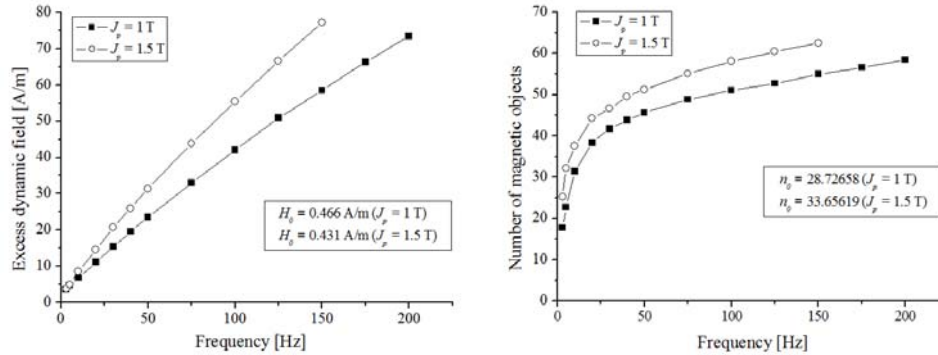 80
70
60
50
40
30
20
10
0
Excess dynamic field [A/m]
J_p = 1 T
J_p = 1.5 T
H_0 = 0.466 A/m (J_p = 1 T)
H_0 = 0.431 A/m (J_p = 1.5 T)
0 50 100 150 200
Frequency [Hz]
70
60
50
40
30
20
10
0
Number of magnetic objects
J_p = 1 T
J_p = 1.5 T
n_0 = 28.72658 (J_p = 1 T)
n_0 = 33.65619 (J_p = 1.5 T)
0 50 100 150 200
Frequency [Hz]